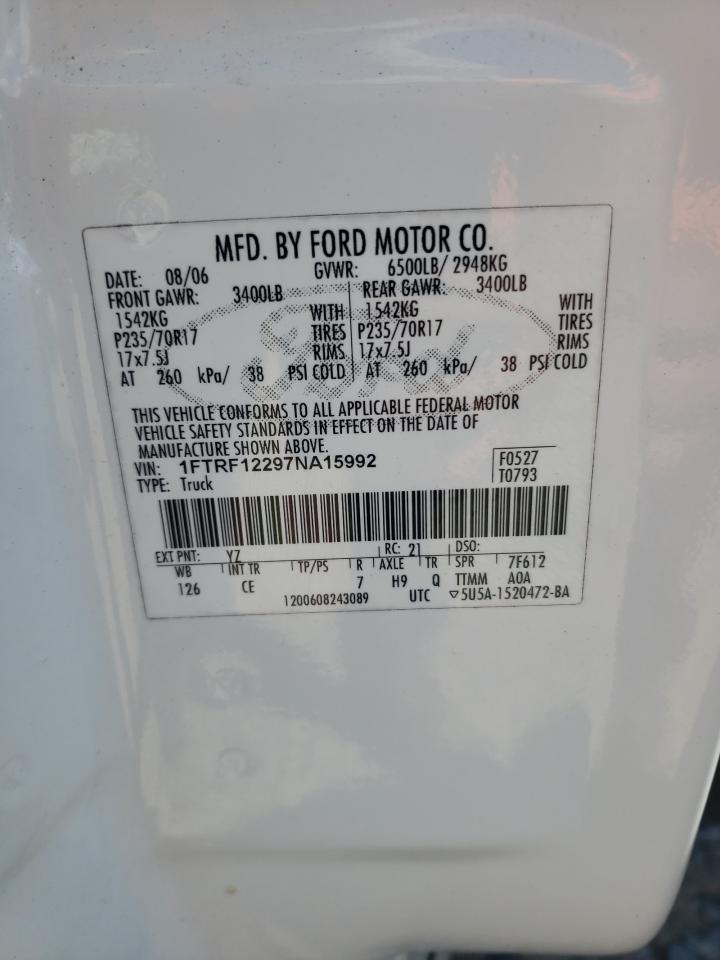 MFD. BY FORD MOTOR CO.
DATE: 08/06 GVWR: 6500LB/ 2948KG
FRONT GAWR: 3400LB REAR GAWR: 3400LB
1542KG WITH 1542KG WITH
P235/70R17 TIRES P235/70R17 TIRES
17x7.5J RIMS 17x7.5J RIMS
AT 260 kPa/ 38 PSI COLD AT 260 kPa/ 38 PSI COLD
Ford
THIS VEHICLE CONFORMS TO ALL APPLICABLE FEDERAL MOTOR
VEHICLE SAFETY STANDARDS IN EFFECT ON THE DATE OF
MANUFACTURE SHOWN ABOVE.
VIN: 1FTRF12297NA15992 F0527
TYPE: Truck T0793
EXT PNT: YZ RC: 21 DSO:
WB INT TR TP/PS R AXLE TR SPR 7F612
126 CE 7 H9 Q TTMM A0A
1200608243089 UTC ▽5U5A-1520472-BA